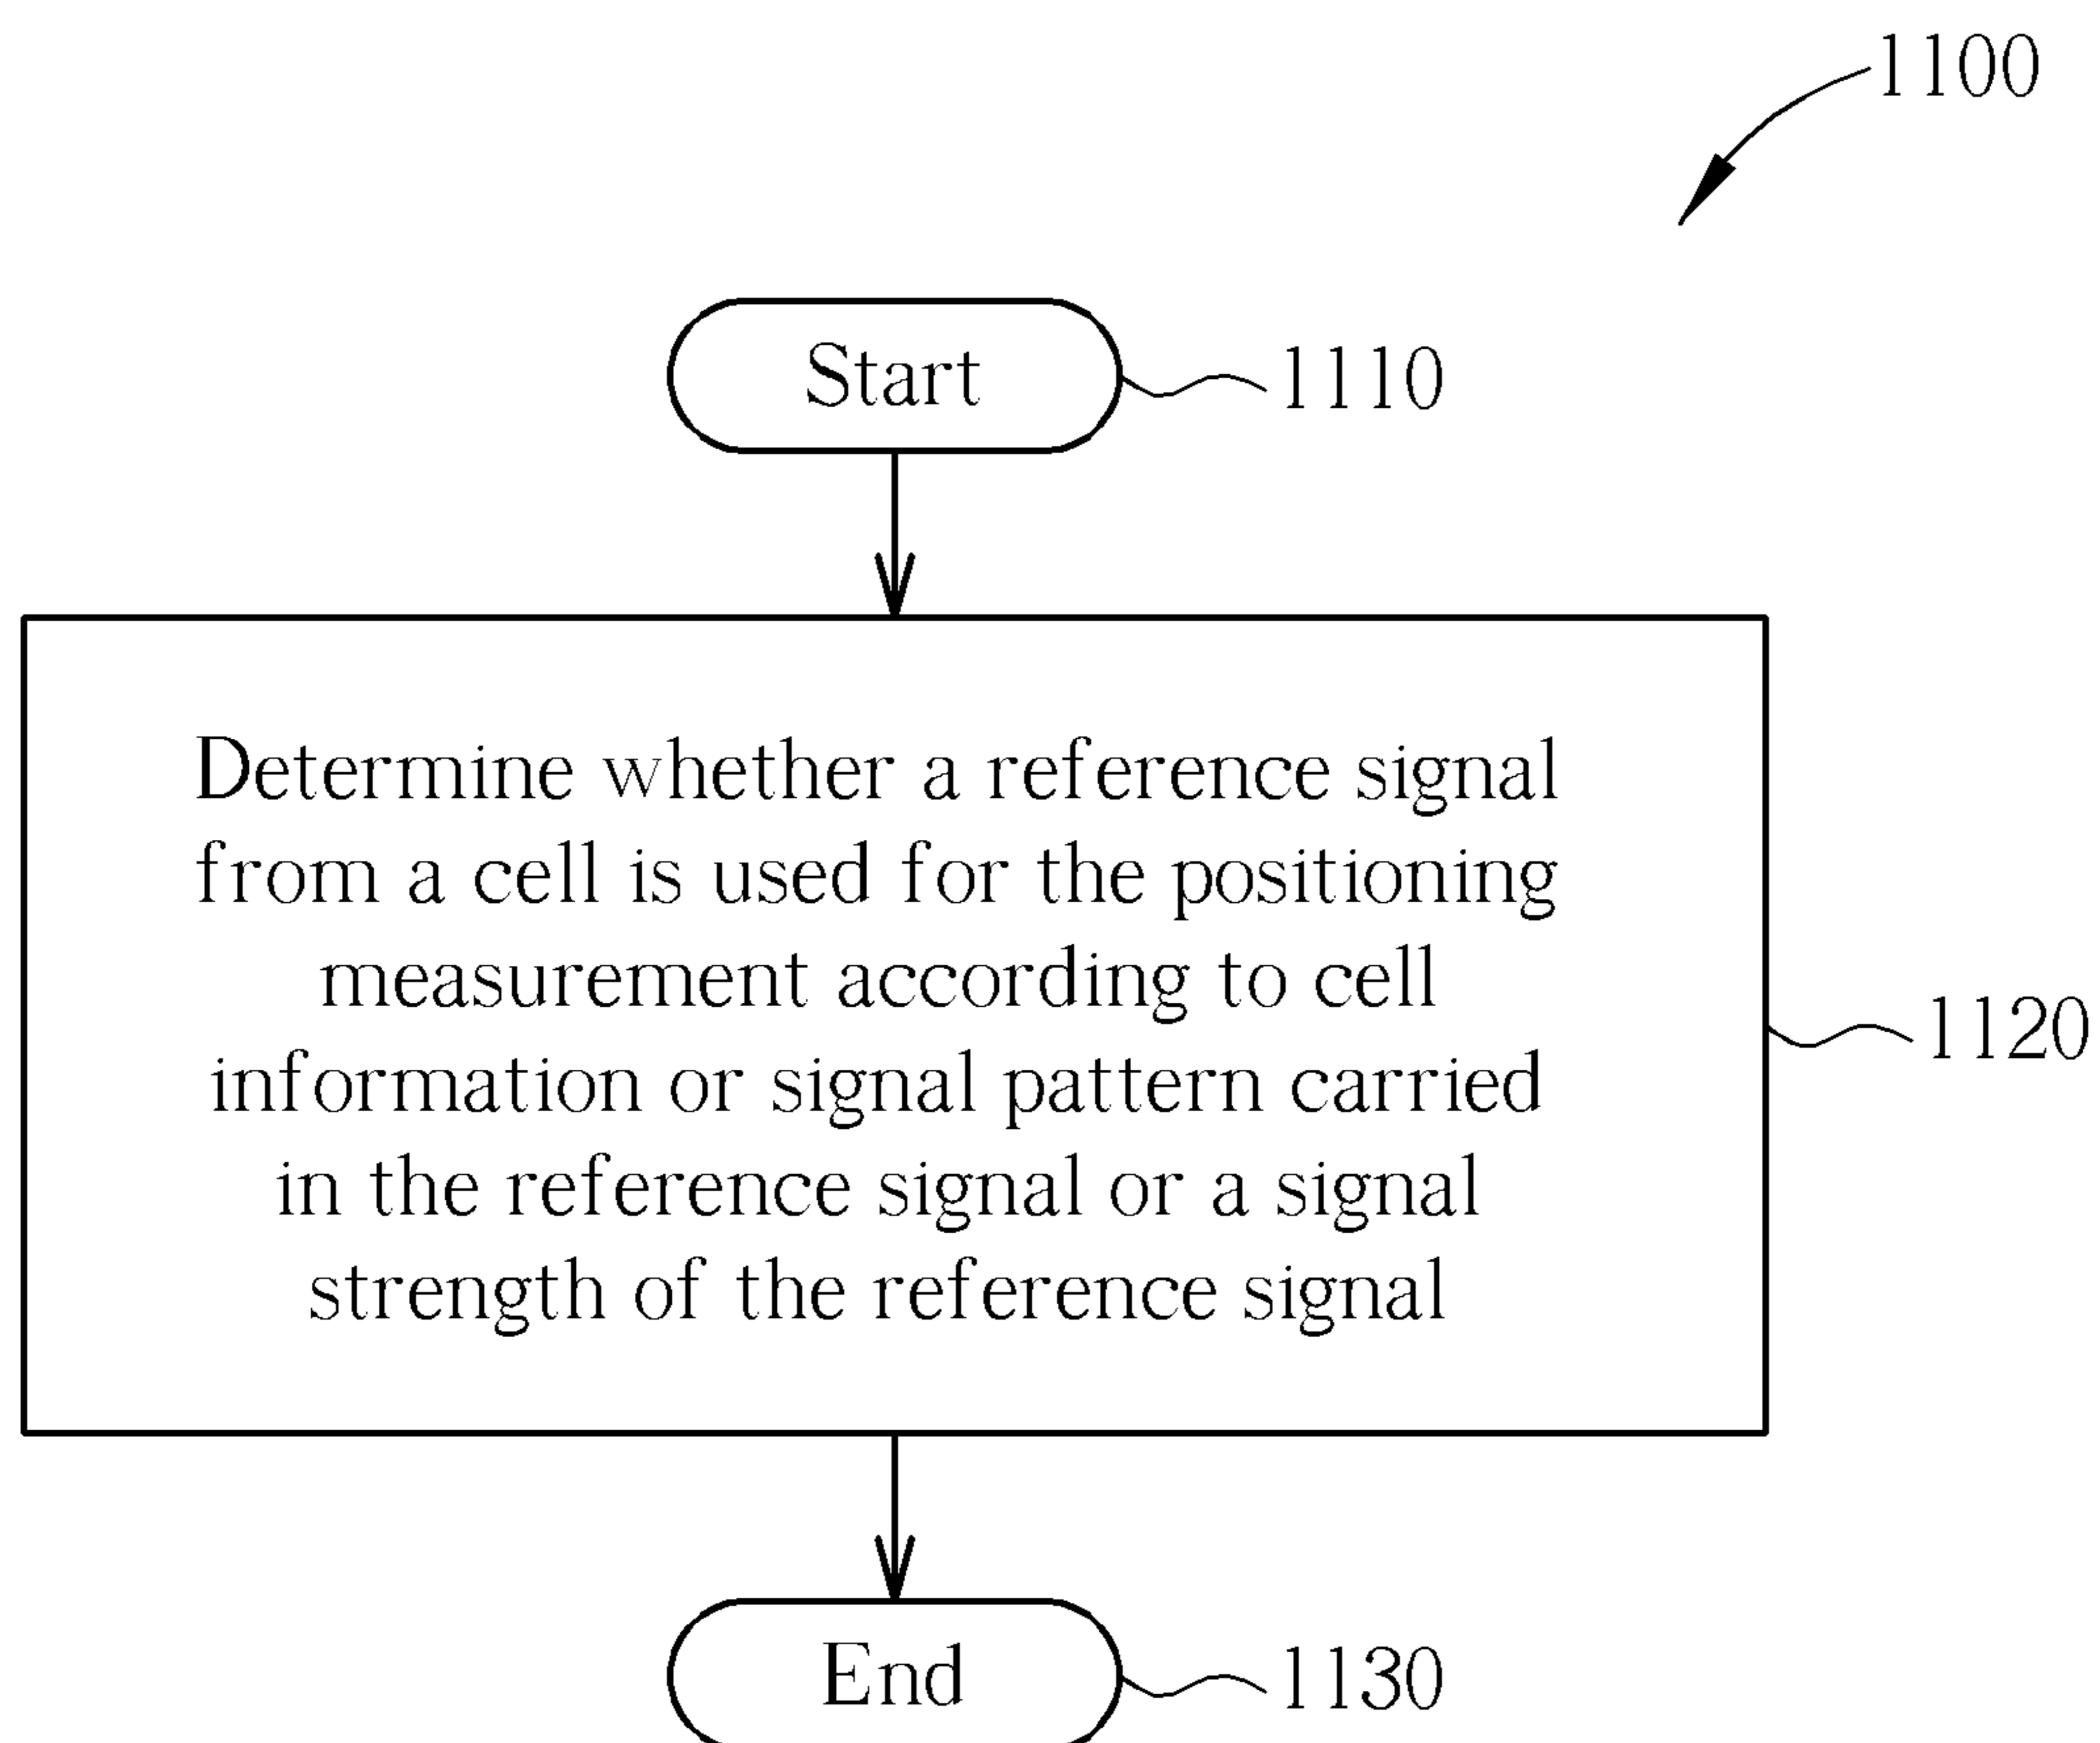 1100
Start
1110
Determine whether a reference signal
from a cell is used for the positioning
measurement according to cell
information or signal pattern carried
in the reference signal or a signal
strength of the reference signal
1120
End
1130